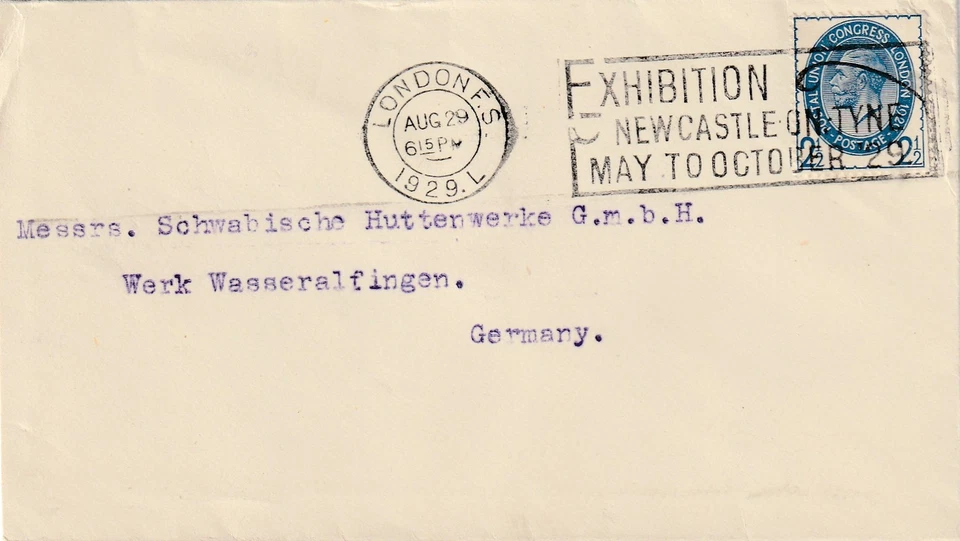 LONDON F.S.
AUG 29
6 15 PM
1929. L
EXHIBITION
NEWCASTLE-ON-TYNE
MAY TO OCTOBER 29
POSTAL UNION CONGRESS LONDON 1929
POSTAGE
2½ 2½
Messrs. Schwabische Huttenwerke G.m.b.H.
Werk Wasseralfingen.
Germany.